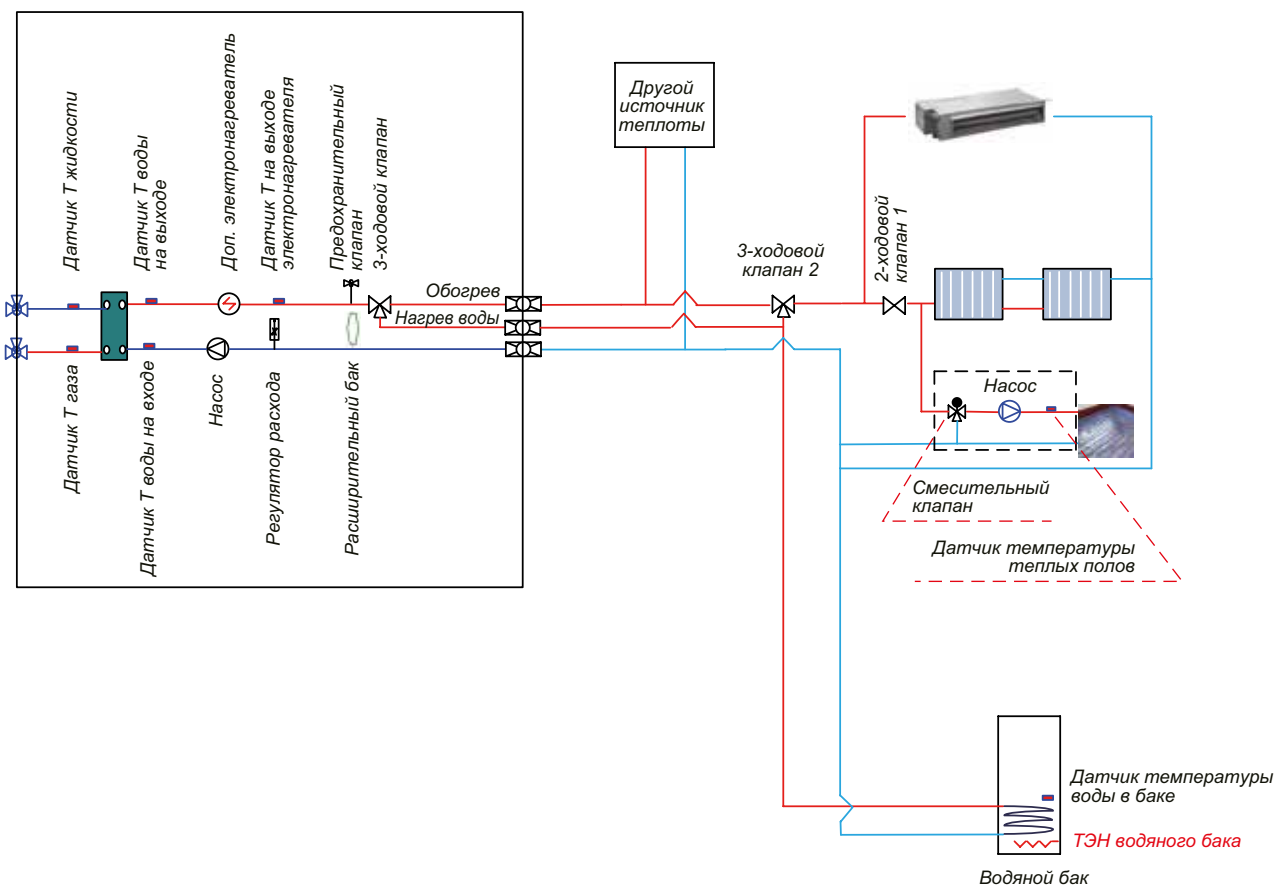 Датчик Т жидкости
Датчик Т воды
на выходе
Доп. электронагреватель
Датчик Т на выходе
электронагревателя
Предохранительный
клапан
3-ходовой клапан
Обогрев
Нагрев воды
Датчик Т газа
Датчик Т воды на входе
Насос
Регулятор расхода
Расширительный бак
Другой
источник
теплоты
3-ходовой
клапан 2
2-ходовой
клапан 1
Насос
Смесительный
клапан
Датчик температуры
теплых полов
Датчик температуры
воды в баке
ТЭН водяного бака
Водяной бак